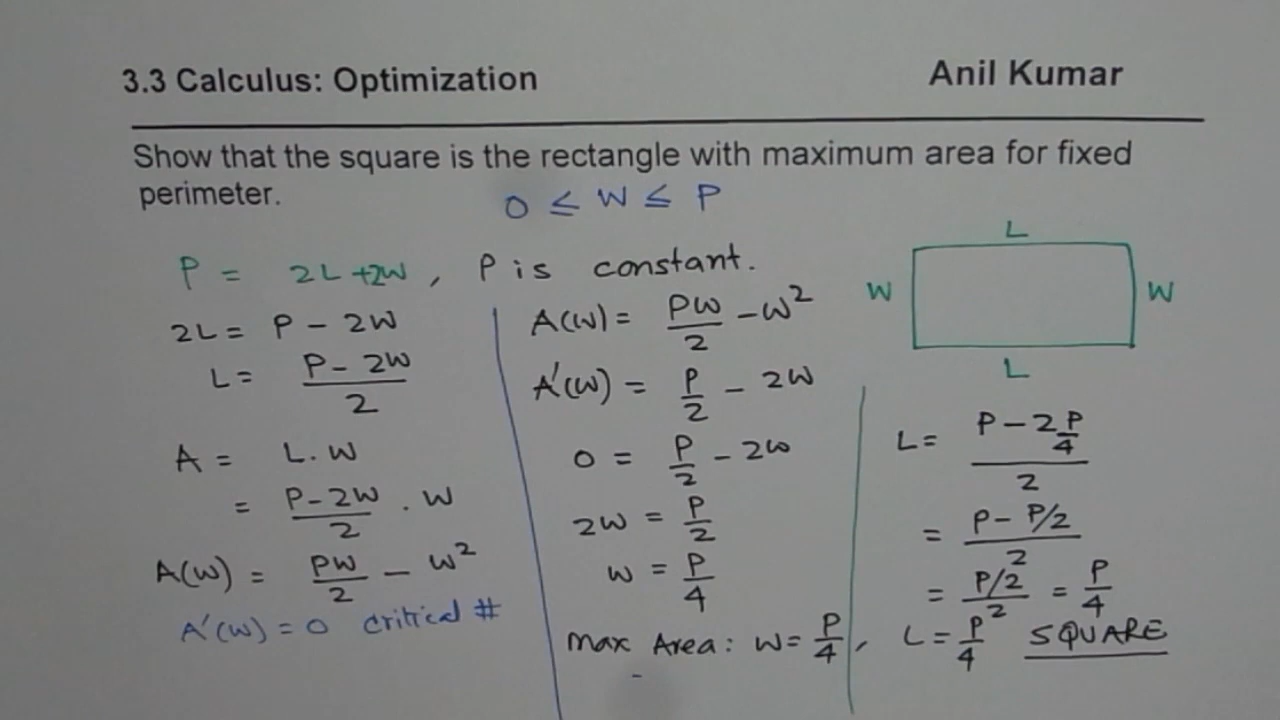 3.3 Calculus: Optimization
Anil Kumar
Show that the square is the rectangle with maximum area for fixed
perimeter.
0 ≤ W ≤ P
P = 2L+2W, P is constant.
2L = P - 2W
L = (P - 2W)/2
A = L.W
= (P-2W)/2 . W
A(W) = PW/2 - W²
A'(W) = 0 critical #
A(W) = PW/2 - W²
A'(W) = P/2 - 2W
0 = P/2 - 2W
2W = P/2
W = P/4
Max Area: W = P/4, L = P/4 SQUARE
L
W
W
L
L = (P - 2P/4)/2
= (P - P/2)/2
= (P/2)/2 = P/4